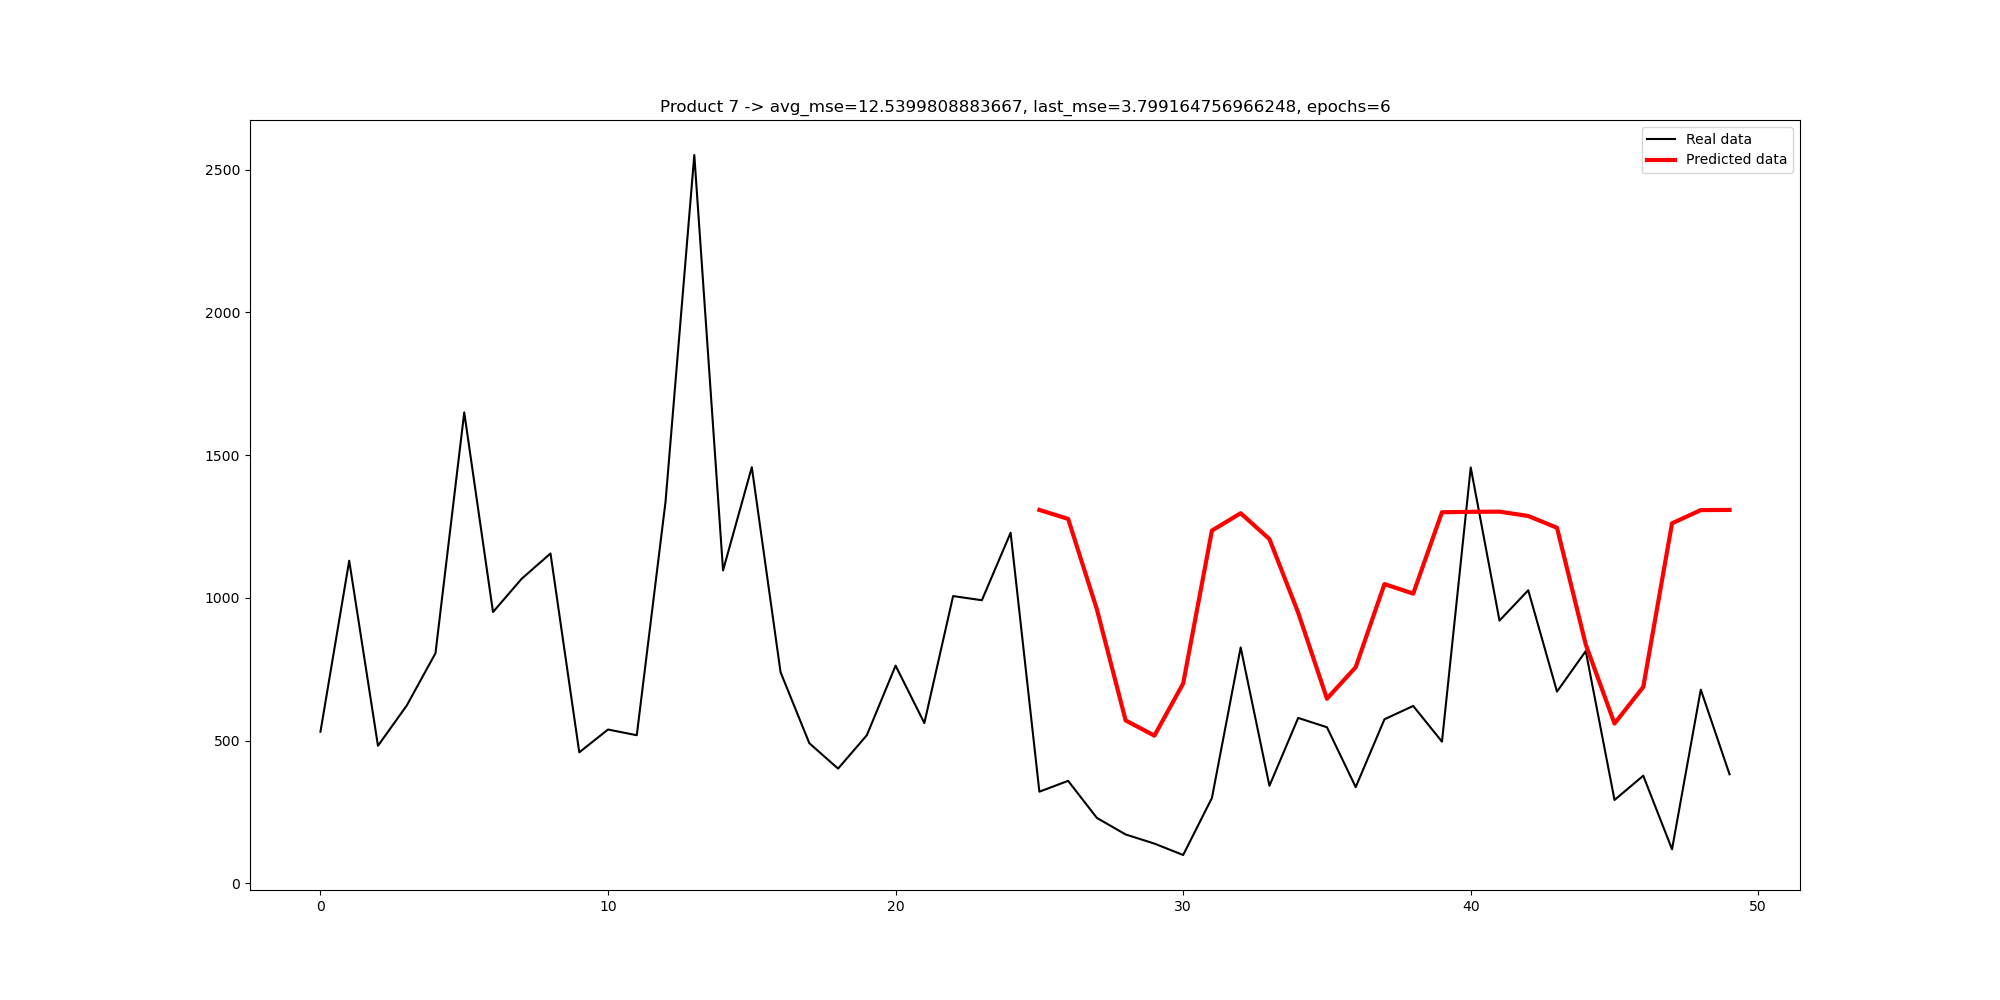 Product 7 -> avg_mse=12.5399808883667, last_mse=3.799164756966248, epochs=6
Real data
Predicted data
2500
2000
1500
1000
500
0
0 10 20 30 40 50